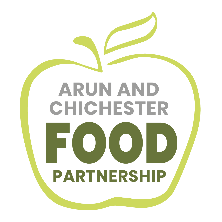 ARUN AND
CHICHESTER
FOOD
PARTNERSHIP